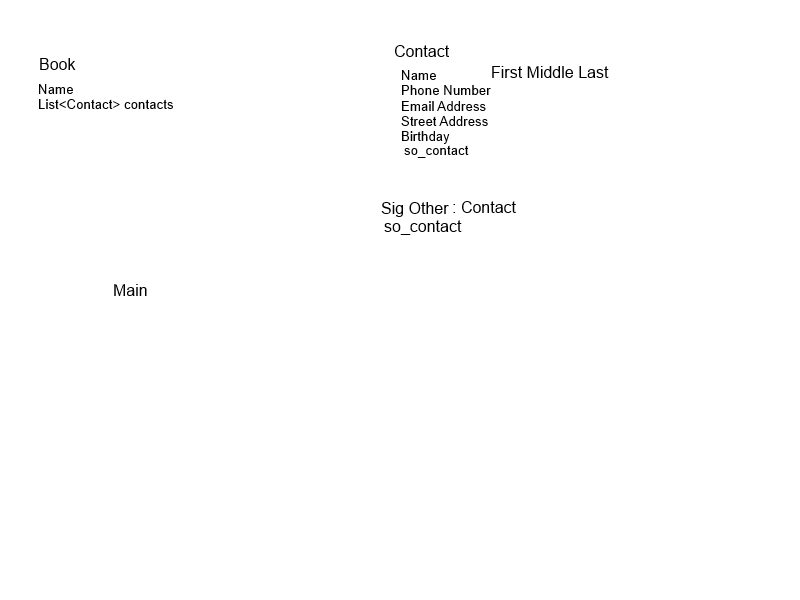 Book
Name
List<Contact> contacts
Contact
Name
First Middle Last
Phone Number
Email Address
Street Address
Birthday
so_contact
Sig Other : Contact
so_contact
Main